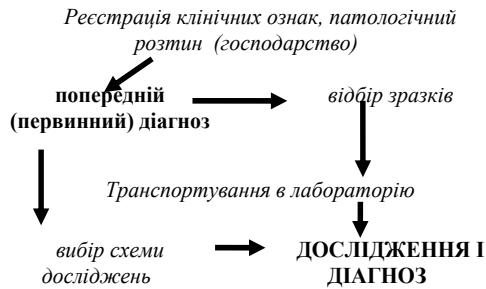 Реєстрація клінічних ознак, патологічний
розтин (господарство)
попередній
(первинний) діагноз
відбір зразків
Транспортування в лабораторію
вибір схеми
досліджень
ДОСЛІДЖЕННЯ І
ДІАГНОЗ